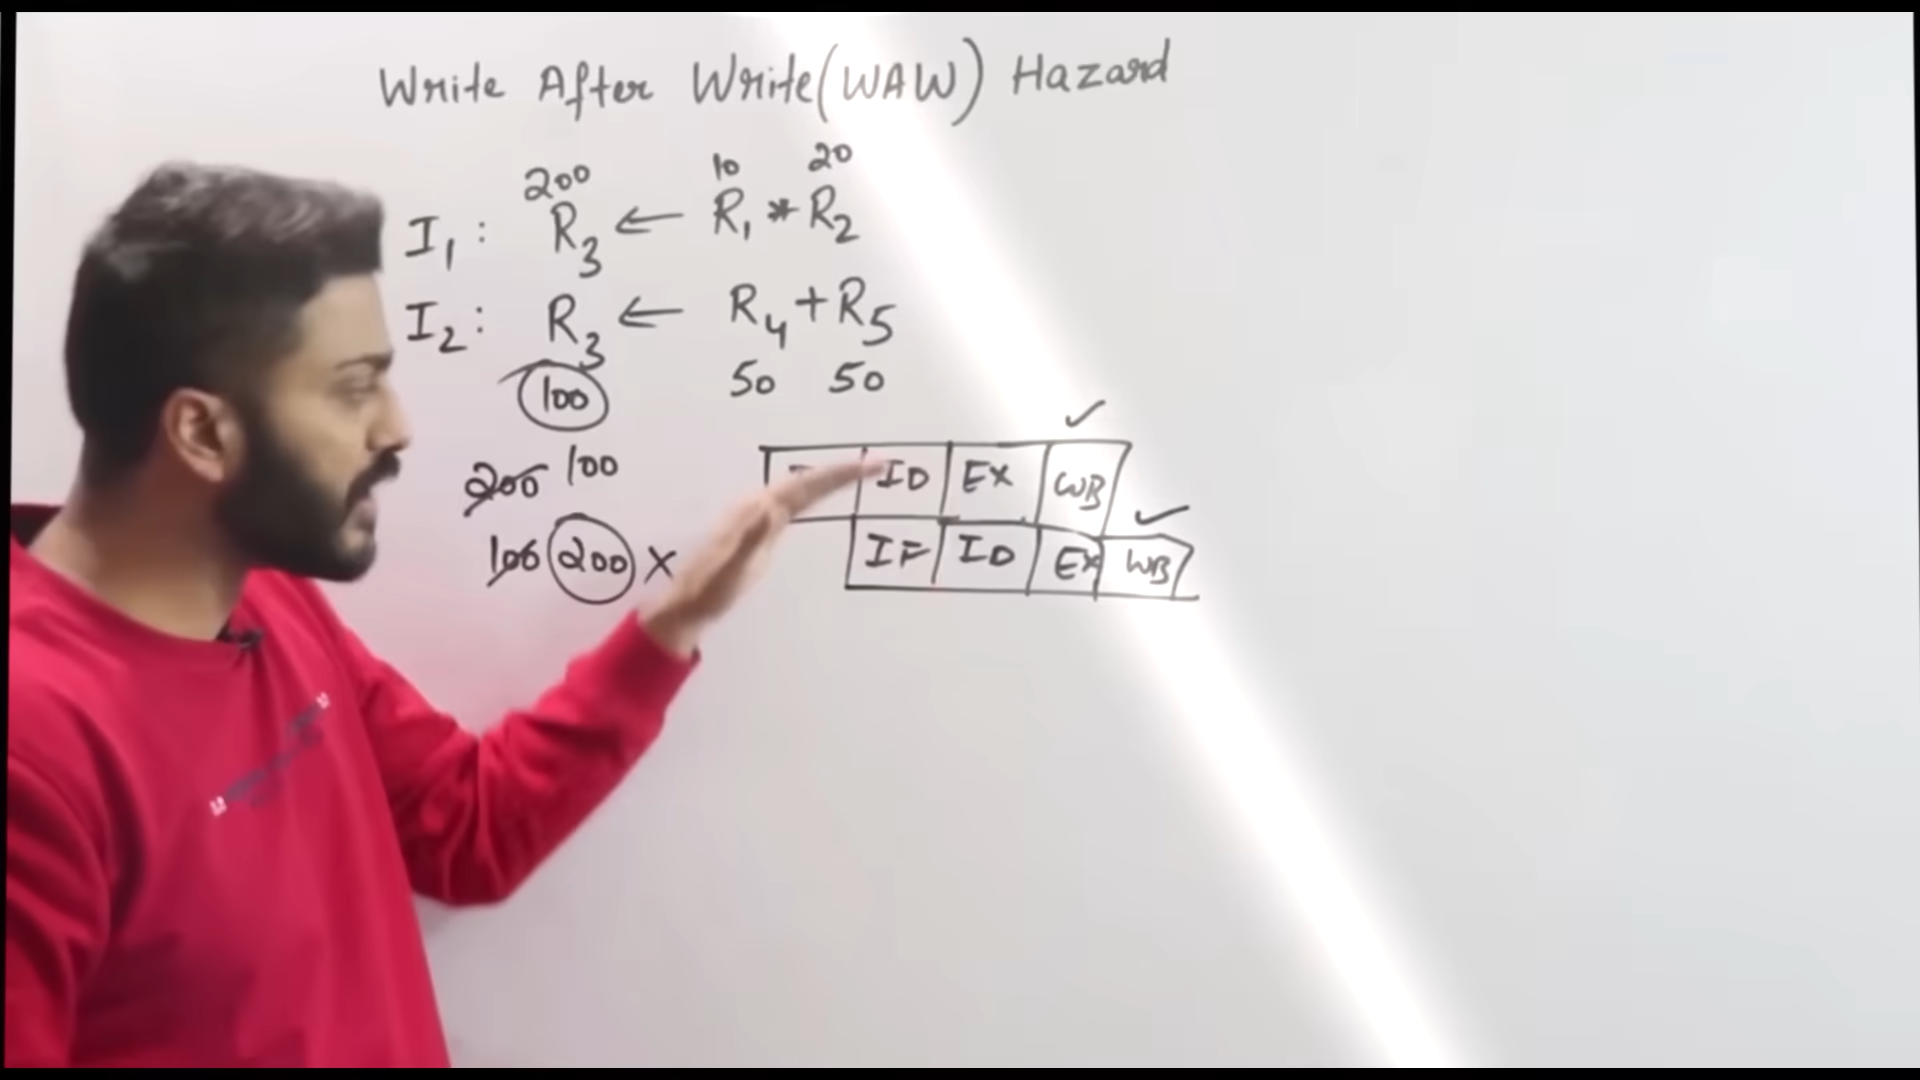 Write After Write (WAW) Hazard
200 10 20
I1 : R3 ← R1 * R2
I2 : R3 ← R4 + R5
100 50 50
200 100
100 200 X
ID EX WB
IF ID EX WB